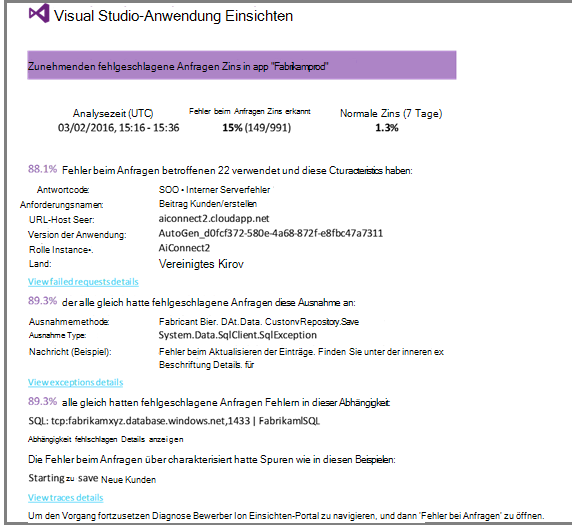 Visual Studio-Anwendung Einsichten
Zunehmenden fehlgeschlagene Anfragen Zins in app "Fabrikamprod"
Analysezeit (UTC) Fehler beim Anfragen Zins erkannt Normale Zins (7 Tage)
03/02/2016, 15:16 - 15:36 15% (149/991) 1.3%
88.1% Fehler beim Anfragen betroffenen 22 verwendet und diese Cturacteristics haben:
Antwortcode: SOO • Interner Serverfehler
Anforderungsnamen: Beitrag Kunden/erstellen
URL-Host Seer: aiconnect2.cloudapp.net
Version der Anwendung: AutoGen_d0fcf372-580e-4a68-872f-e8fbc47a7311
Rolle Instance•. AiConnect2
Land: Vereinigtes Kirov
View failed requests details
89.3% der alle gleich hatte fehlgeschlagene Anfragen diese Ausnahme an:
Ausnahmemethode: Fabricant Bier. DAt. Data. CustonvRepository.Save
Ausnahme Type: System.Data.SqlClient.SqlException
Nachricht (Beispiel): Fehler beim Aktualisieren der Einträge. Finden Sie unter der inneren ex
Beschriftung Details. für
View exceptions details
89.3% alle gleich hatten fehlgeschlagene Anfragen Fehlern in dieser Abhängigkeit:
SQL: tcp:fabrikamxyz.database.windows.net,1433 | FabrikamlSQL
Abhängigkeit fehlschlagen Details anzeigen
Die Fehler beim Anfragen über charakterisiert hatte Spuren wie in diesen Beispielen:
Starting zu save Neue Kunden
View traces details
Um den Vorgang fortzusetzen Diagnose Bewerber Ion Einsichten-Portal zu navigieren, und dann 'Fehler bei Anfragen' zu öffnen.